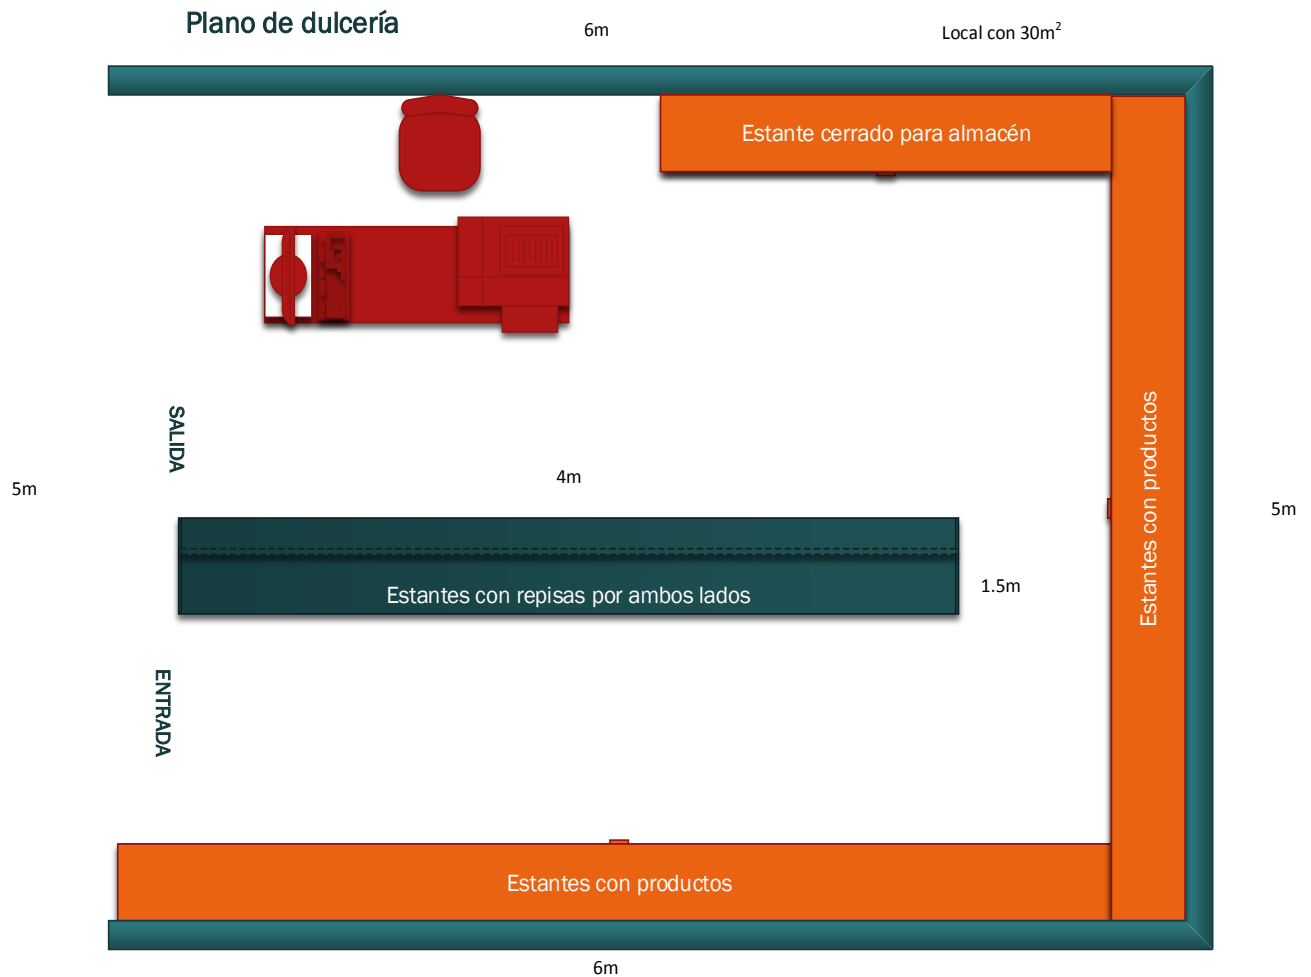 Plano de dulcería
6m
Local con 30m²
Estante cerrado para almacén
SALIDA
4m
5m
5m
Estantes con productos
Estantes con repisas por ambos lados
1.5m
ENTRADA
Estantes con productos
6m